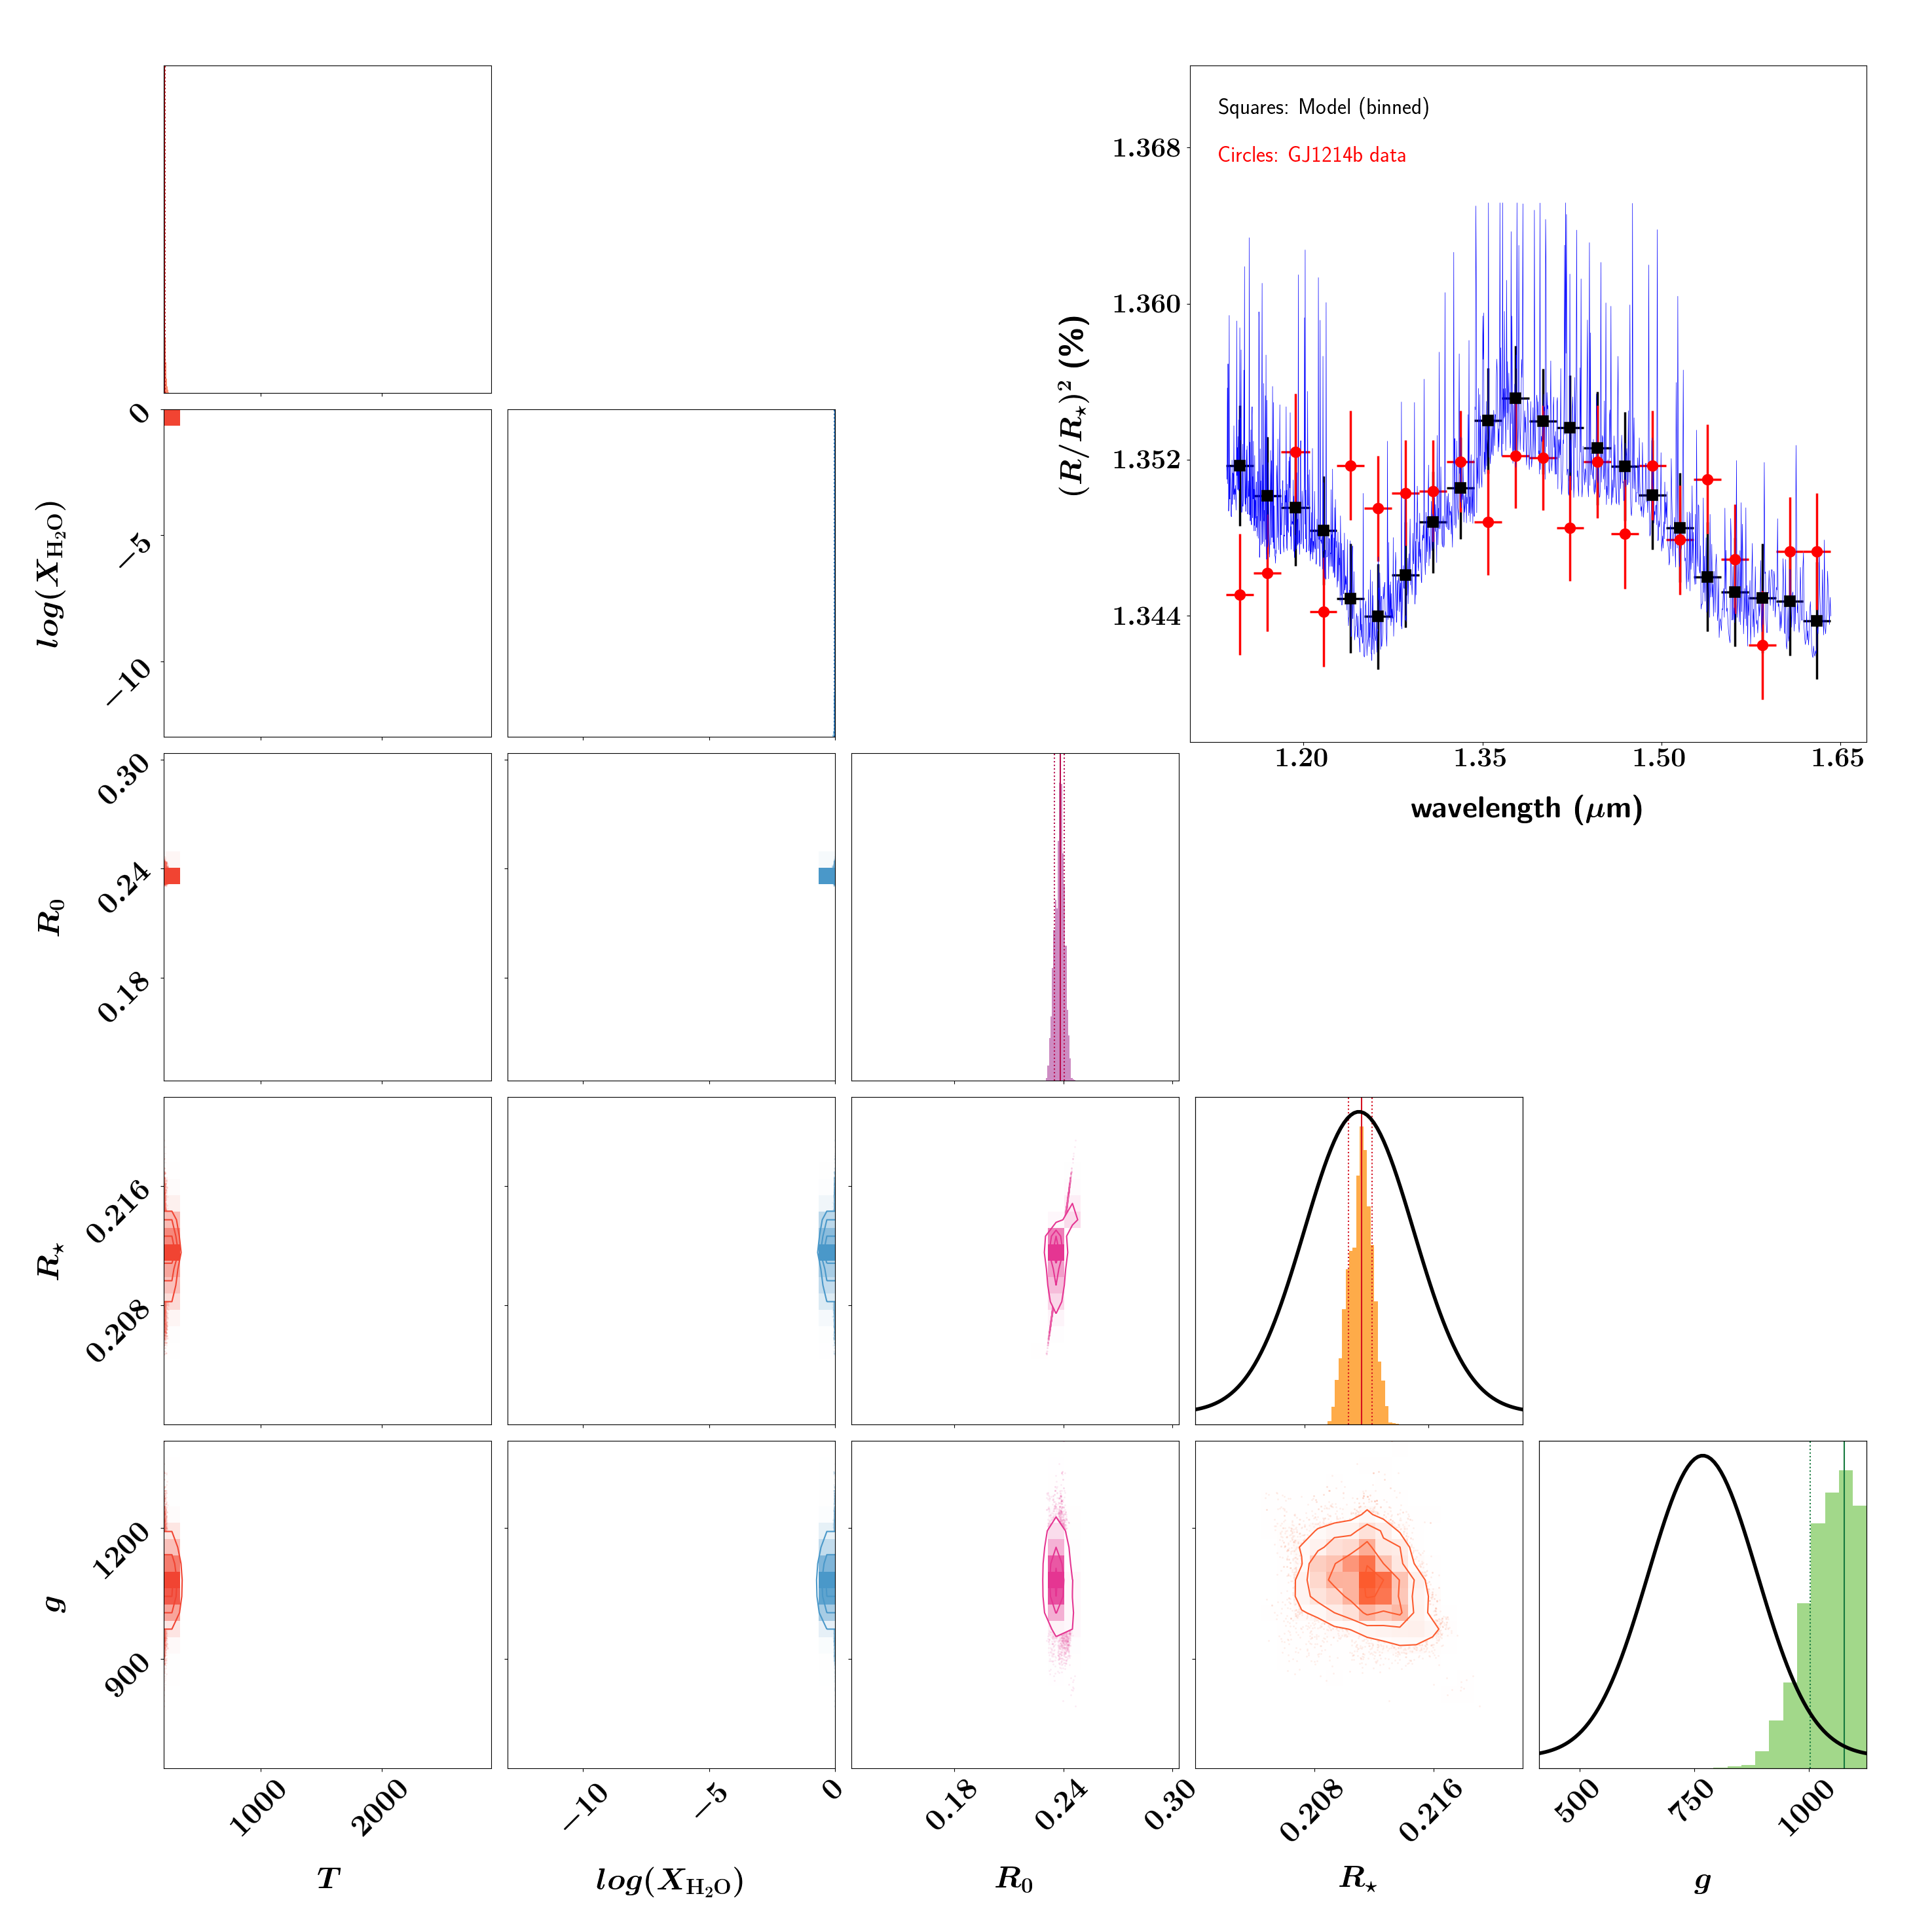 Squares: Model (binned)
Circles: GJ1214b data
(R/R⋆)² (%)
1.368
1.360
1.352
1.344
1.20 1.35 1.50 1.65
wavelength (μm)
log(X_H₂O)
0
−5
−10
R₀
0.30
0.24
0.18
R⋆
0.216
0.208
g
1200
900
1000 2000
−10 −5 0
0.18 0.24 0.30
0.208 0.216
500 750 1000
T
log(X_H₂O)
R₀
R⋆
g